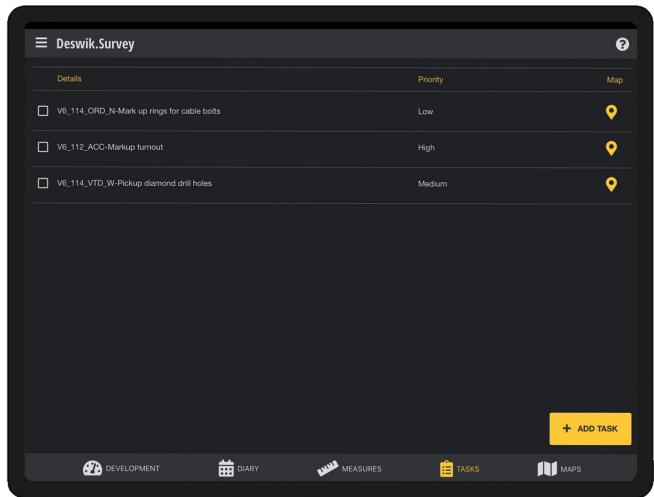 Deswik.Survey
Details Priority Map
V6_114_ORD_N-Mark up rings for cable bolts Low
V6_112_ACC-Markup turnout High
V6_114_VTD_W-Pickup diamond drill holes Medium
+ ADD TASK
DEVELOPMENT DIARY MEASURES TASKS MAPS